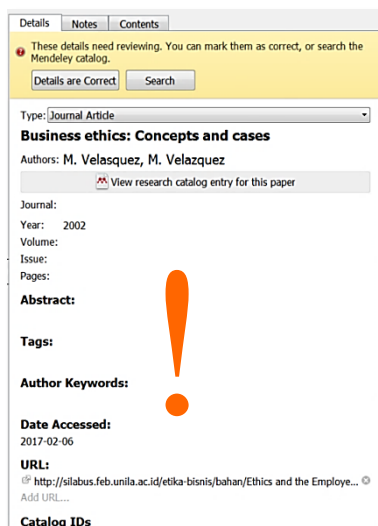 Details Notes Contents
These details need reviewing. You can mark them as correct, or search the
Mendeley catalog.
Details are Correct Search
Type: Journal Article
Business ethics: Concepts and cases
Authors: M. Velasquez, M. Velazquez
View research catalog entry for this paper
Journal:
Year: 2002
Volume:
Issue:
Pages:
Abstract:
Tags:
Author Keywords:
!
Date Accessed:
2017-02-06
URL:
http://silabus.feb.unila.ac.id/etika-bisnis/bahan/Ethics and the Employe...
Add URL...
Catalog IDs